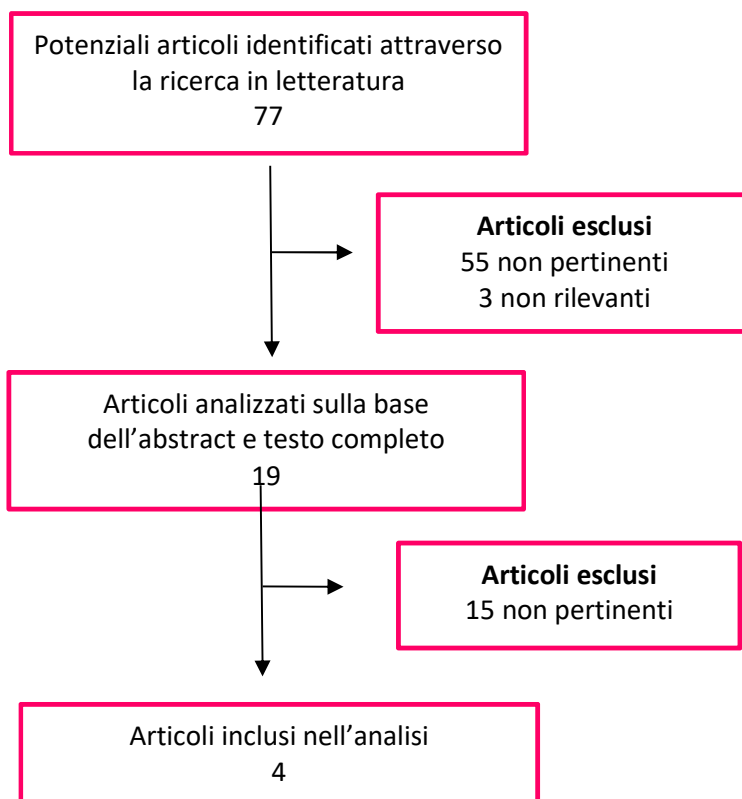 Potenziali articoli identificati attraverso
la ricerca in letteratura
77
Articoli esclusi
55 non pertinenti
3 non rilevanti
Articoli analizzati sulla base
dell’abstract e testo completo
19
Articoli esclusi
15 non pertinenti
Articoli inclusi nell’analisi
4